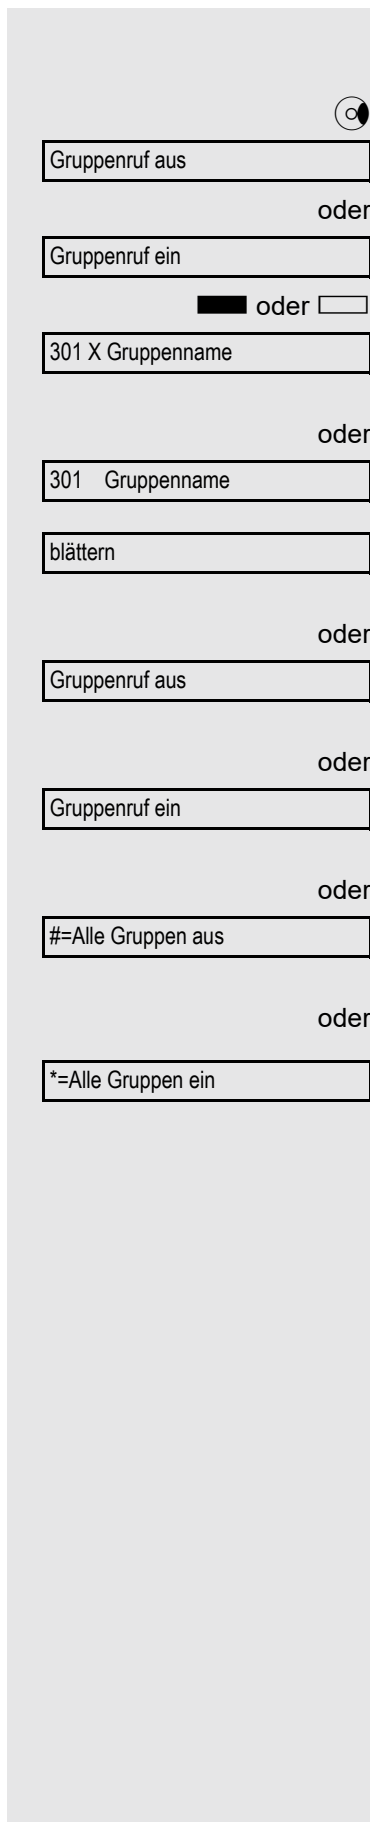 Gruppenruf aus
oder
Gruppenruf ein
oder
301 X Gruppenname
oder
301 Gruppenname
blättern
oder
Gruppenruf aus
oder
Gruppenruf ein
oder
#=Alle Gruppen aus
oder
*=Alle Gruppen ein